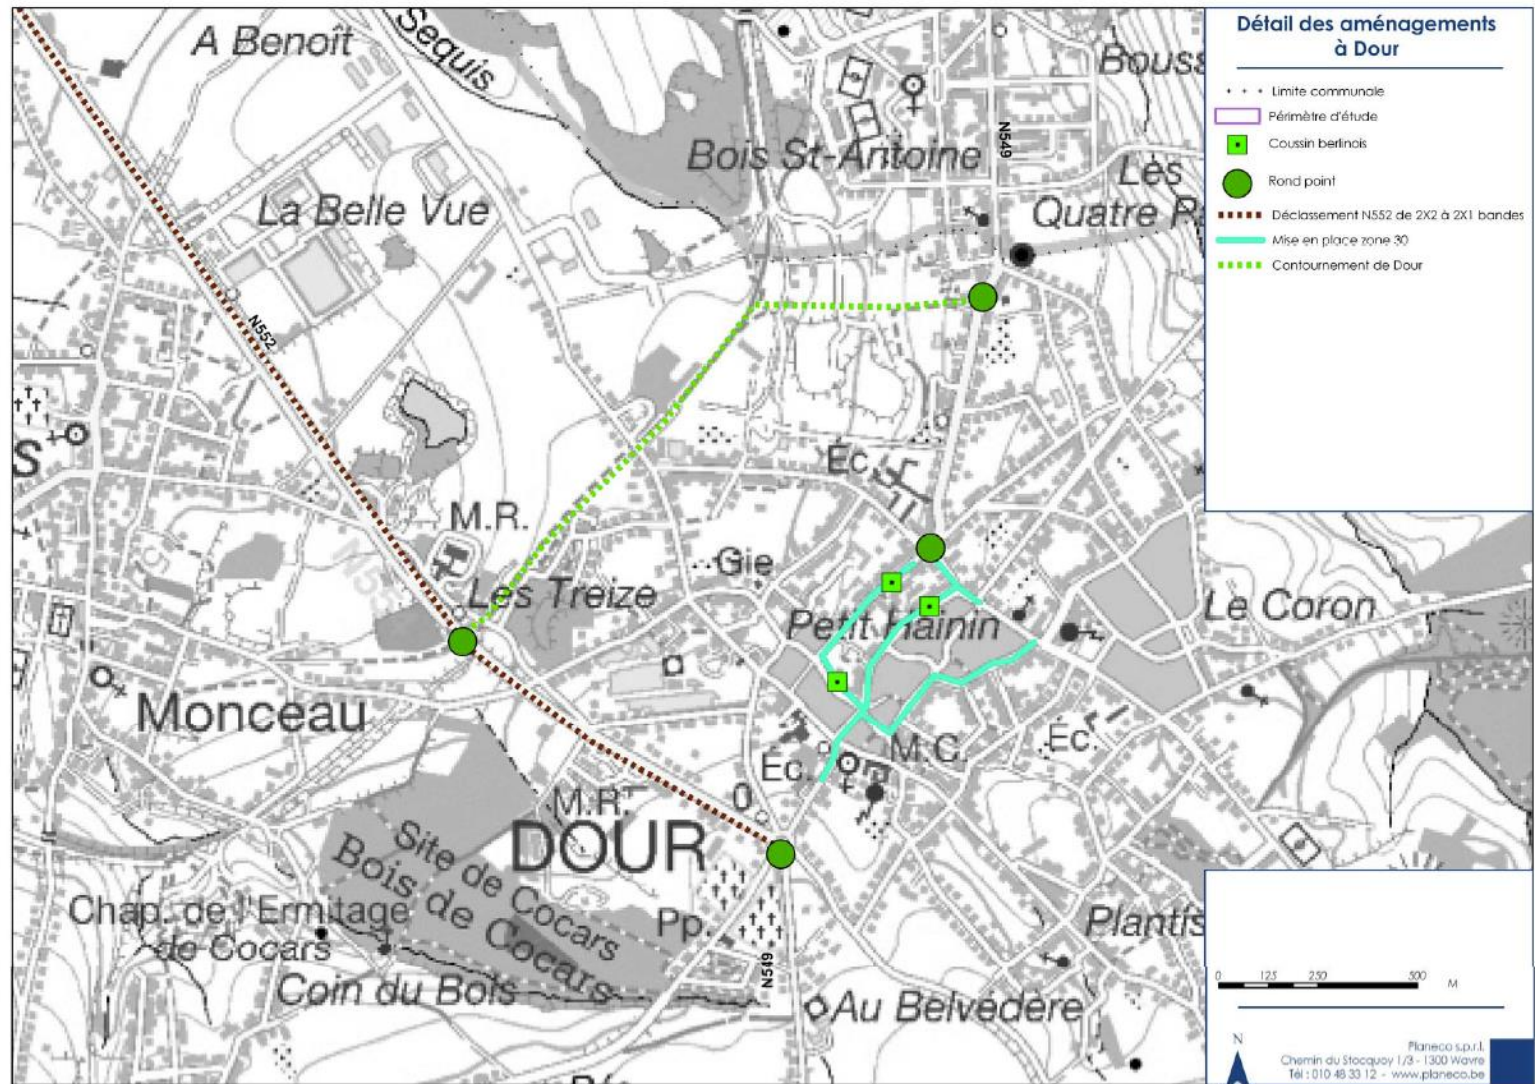 Détail des aménagements
à Dour
Limite communale
Périmètre d'étude
Coussin berlinois
Rond point
Déclassement N552 de 2X2 à 2X1 bandes
Mise en place zone 30
Contournement de Dour
A Benoît
Sequis
Bois St-Antoine
N549
Les
Quatre
La Belle Vue
N552
Éc.
M.R.
Gie
Les Treize
Petit Hainin
Le Coron
Monceau
M.C.
Éc.
Éc.
M.R.
DOUR
Site de Cocars
Bois de Cocars
Chap. de l'Ermitage
de Cocars
Pp.
Plantis
N549
Coin du Bois
Au Belvédère
0 125 250 500 M
N
Planeco s.p.r.l.
Chemin du Stocquoy 1/3 - 1300 Wavre
Tél : 010 48 33 12 - www.planeco.be